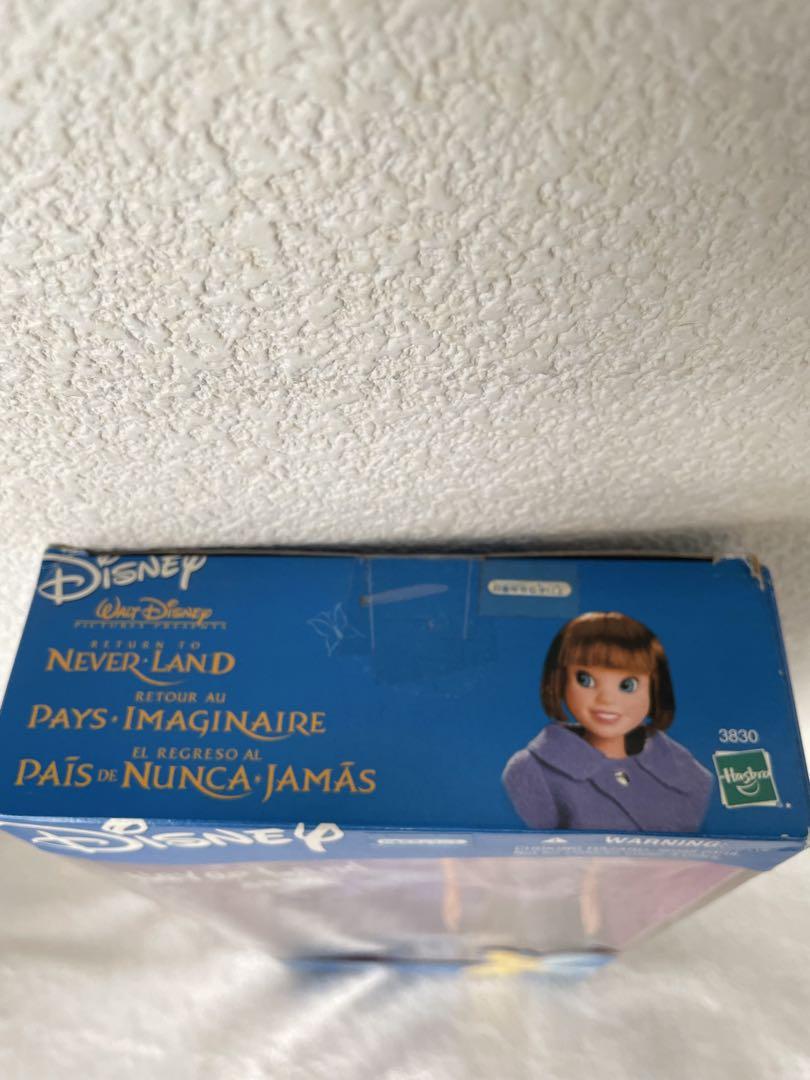 DISNEY
WALT DISNEY
PICTURES PRESENTS
RETURN TO
NEVER·LAND
RETOUR AU
PAYS·IMAGINAIRE
EL REGRESO AL
PAÍS DE NUNCA·JAMÁS
3830
Hasbro
DISNEY
WARNING: